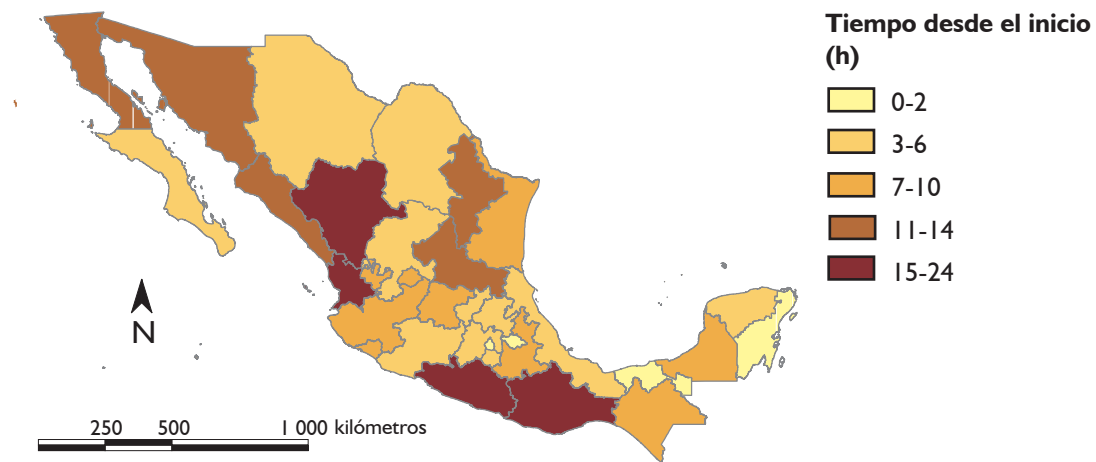 Tiempo desde el inicio
(h)
0-2
3-6
7-10
11-14
15-24
N
250 500 1 000 kilómetros